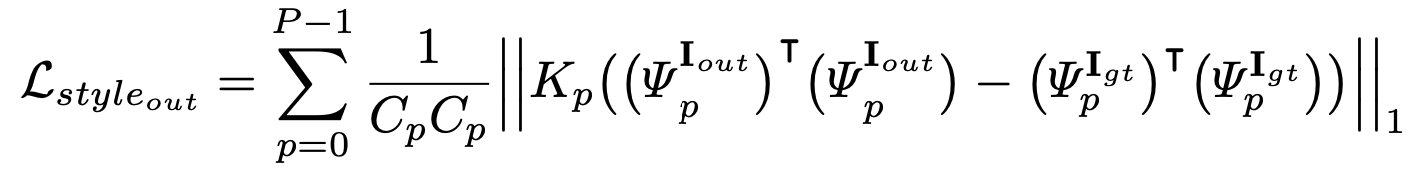 $$\mathcal{L}_{style_{out}} = \sum_{p=0}^{P-1} \frac{1}{C_p C_p} \left|\left| K_p \left( \left( \Psi_p^{\mathbf{I}_{out}} \right)^{\intercal} \left( \Psi_p^{\mathbf{I}_{out}} \right) - \left( \Psi_p^{\mathbf{I}_{gt}} \right)^{\intercal} \left( \Psi_p^{\mathbf{I}_{gt}} \right) \right) \right|\right|_1$$